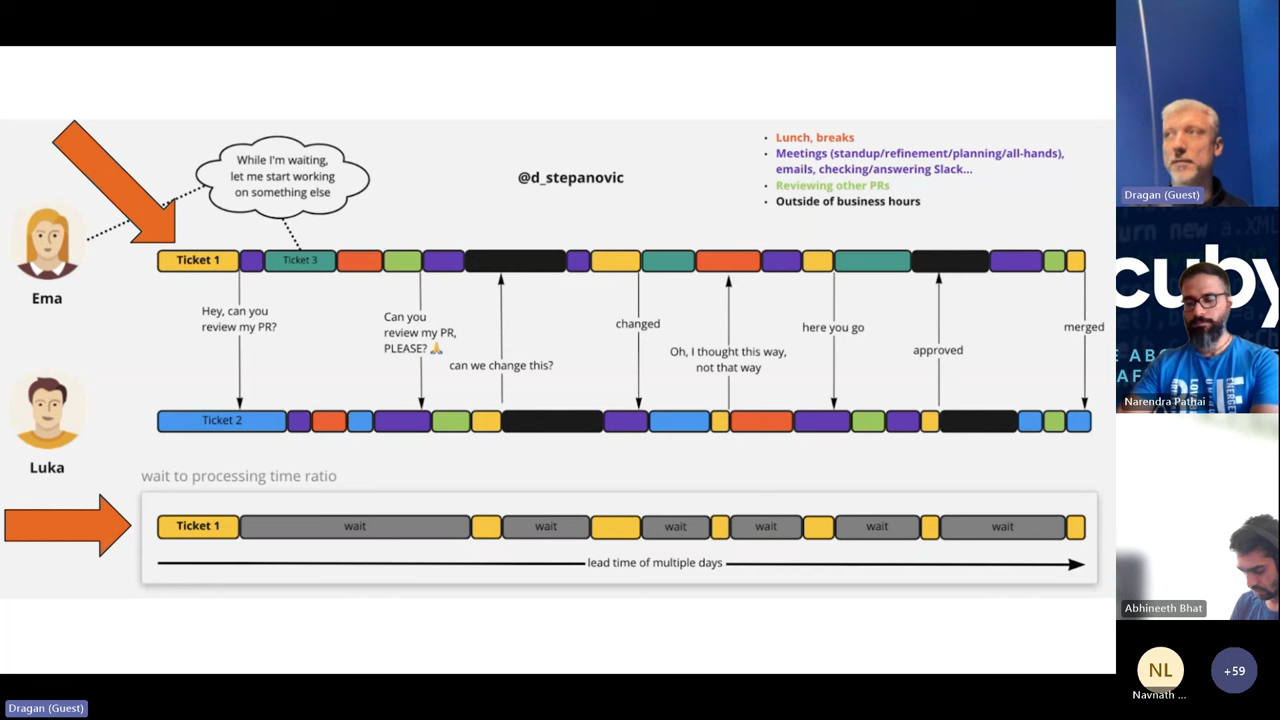 While I'm waiting,
let me start working
on something else
@d_stepanovic
• Lunch, breaks
• Meetings (standup/refinement/planning/all-hands),
emails, checking/answering Slack...
• Reviewing other PRs
• Outside of business hours
Ema
Ticket 1
Ticket 3
Hey, can you
review my PR?
Can you
review my PR,
PLEASE? 🙏
can we change this?
changed
Oh, I thought this way,
not that way
here you go
approved
merged
Luka
Ticket 2
wait to processing time ratio
Ticket 1
wait
wait
wait
wait
wait
wait
lead time of multiple days
Dragan (Guest)
Dragan (Guest)
turn new a.XML
cuby
Narendra Pathai
Abhineeth Bhat
NL
Navnath ...
+59